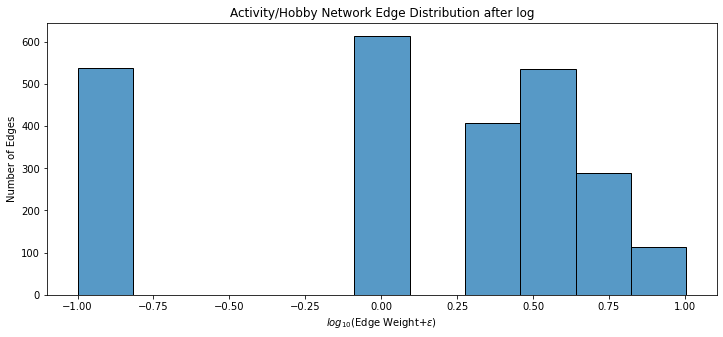 Activity/Hobby Network Edge Distribution after log
Number of Edges
600
500
400
300
200
100
0
−1.00 −0.75 −0.50 −0.25 0.00 0.25 0.50 0.75 1.00
log₁₀(Edge Weight+ε)